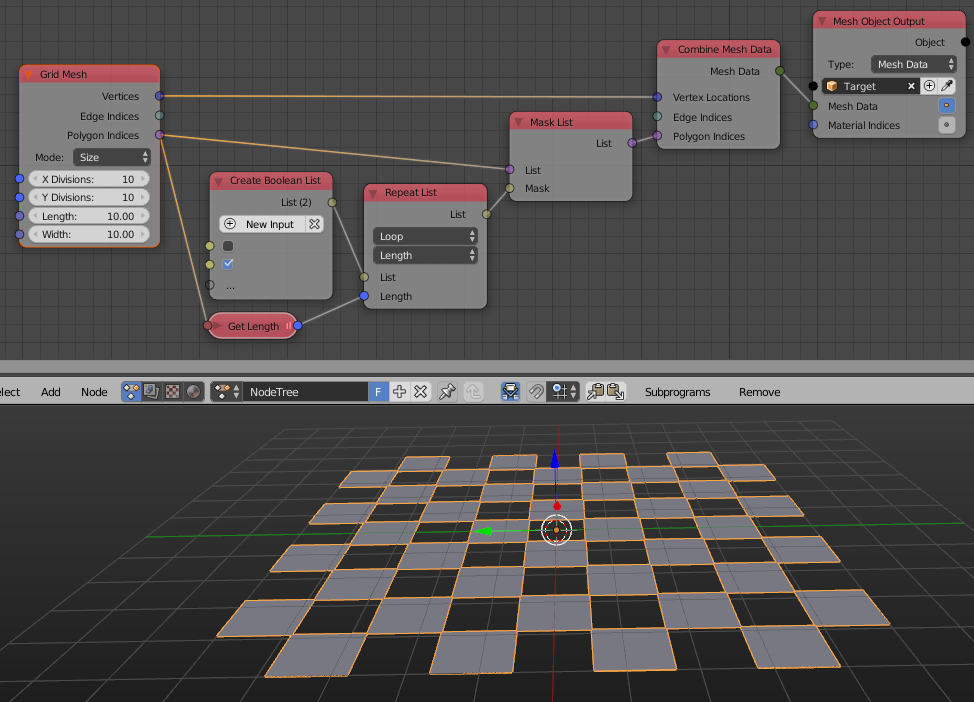 Grid Mesh
Vertices
Edge Indices
Polygon Indices
Mode: Size
X Divisions: 10
Y Divisions: 10
Length: 10.00
Width: 10.00
Create Boolean List
List (2)
New Input
...
Get Length
Repeat List
List
Loop
Length
List
Length
Mask List
List
List
Mask
Combine Mesh Data
Mesh Data
Vertex Locations
Edge Indices
Polygon Indices
Mesh Object Output
Object
Type: Mesh Data
Target
Mesh Data
Material Indices
elect Add Node NodeTree F Subprograms Remove